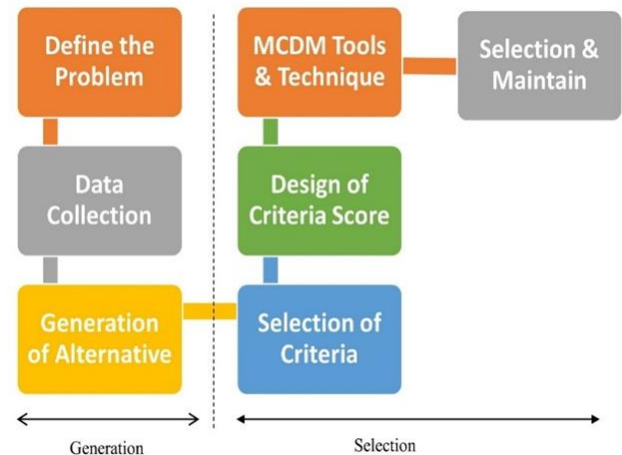 Define the
Problem
Data
Collection
Generation
of Alternative
MCDM Tools
& Technique
Design of
Criteria Score
Selection of
Criteria
Selection &
Maintain
Generation
Selection